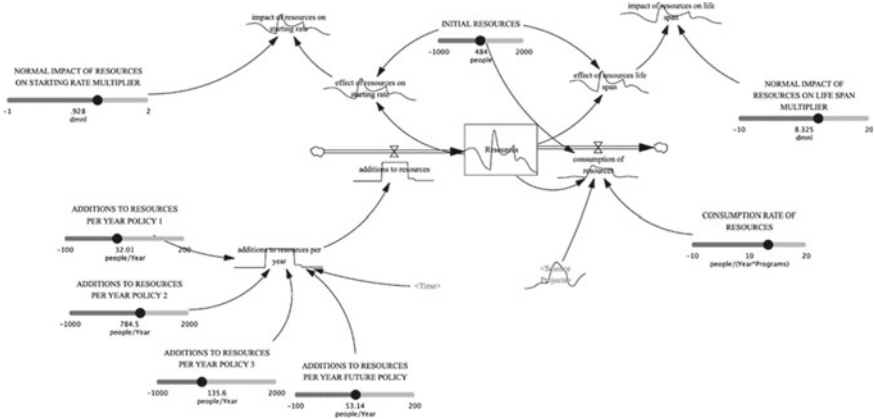 impact of resources on
starting rate
INITIAL RESOURCES
-1000
2000
484
people
impact of resources on life
span
NORMAL IMPACT OF RESOURCES
ON STARTING RATE MULTIPLIER
-1
2
.928
dmnl
effect of resources on
starting rate
effect of resources life
span
NORMAL IMPACT OF
RESOURCES ON LIFE SPAN
MULTIPLIER
-10
20
8.325
dmnl
Resources
additions to resources
consumption of
resources
ADDITIONS TO RESOURCES
PER YEAR POLICY 1
-100
200
32.01
people/Year
additions to resources per
year
CONSUMPTION RATE OF
RESOURCES
-10
10
20
people/(Year*Programs)
ADDITIONS TO RESOURCES
PER YEAR POLICY 2
-1000
2000
784.5
people/Year
<Time>
ADDITIONS TO RESOURCES
PER YEAR POLICY 3
-1000
2000
135.6
people/Year
ADDITIONS TO RESOURCES
PER YEAR FUTURE POLICY
-100
200
53.14
people/Year